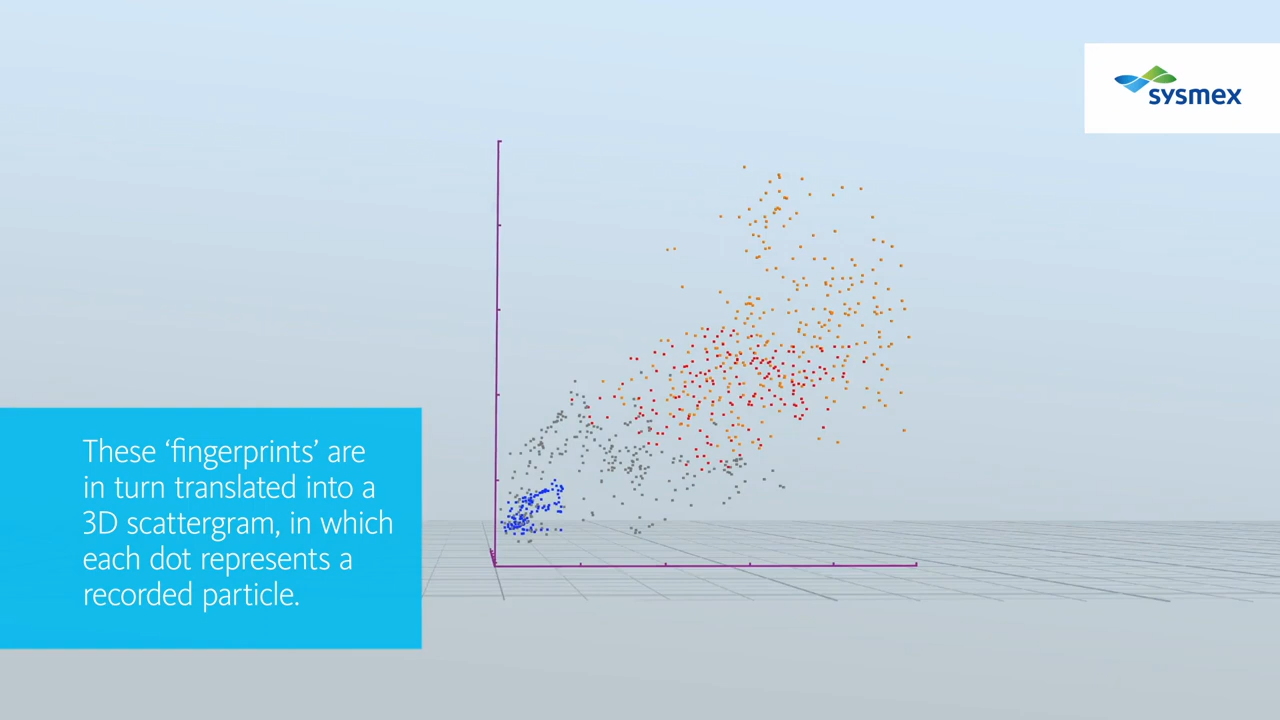 sysmex
These ‘fingerprints’ are
in turn translated into a
3D scattergram, in which
each dot represents a
recorded particle.